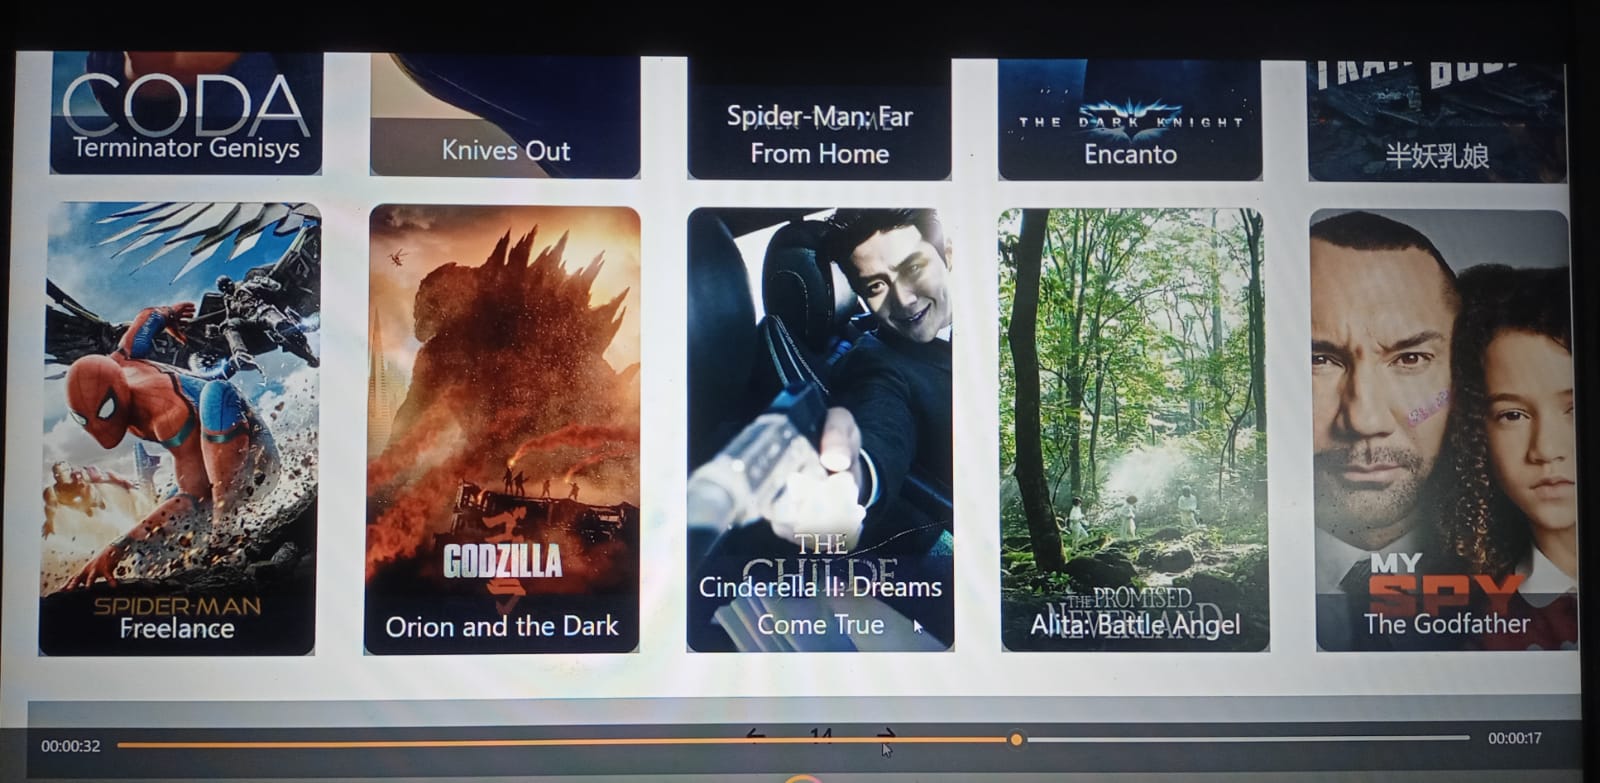 CODA
Terminator Genisys
Knives Out
Spider-Man: Far
From Home
THE DARK KNIGHT
Encanto
半妖乳娘
SPIDER-MAN
Freelance
GODZILLA
Orion and the Dark
THE
CHILDE
Cinderella II: Dreams
Come True
THE PROMISED
NEVERLAND
Alita: Battle Angel
MY
SPY
The Godfather
00:00:32
← 14 →
00:00:17